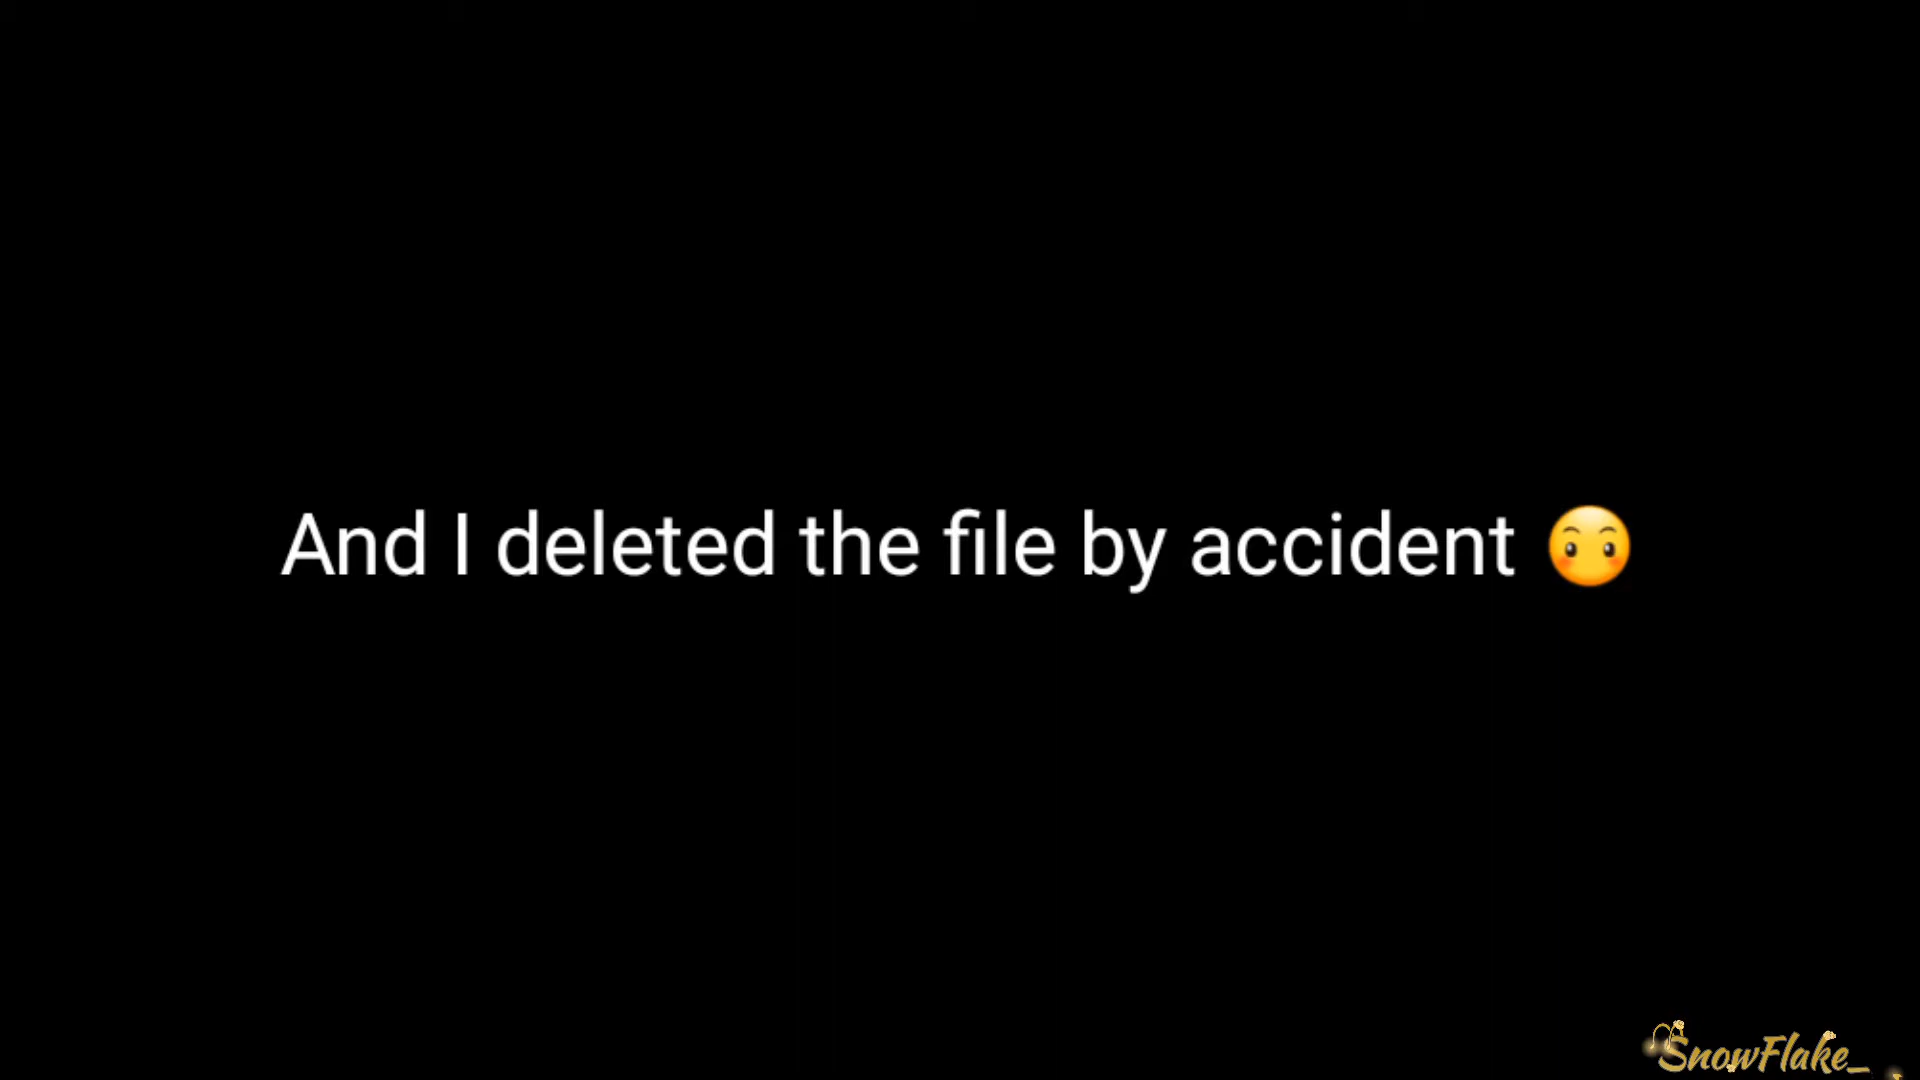 And I deleted the file by accident 😶
SnowFlake_